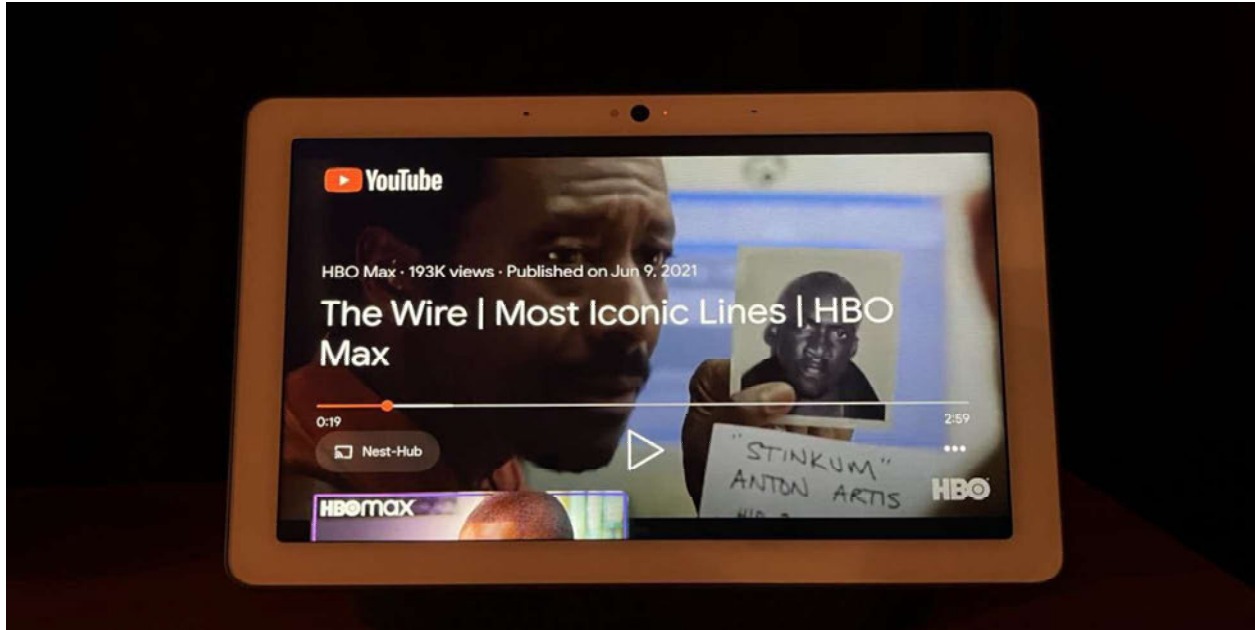 YouTube
HBO Max · 193K views · Published on Jun 9, 2021
The Wire | Most Iconic Lines | HBO
Max
0:19
2:59
Nest-Hub
"STINKUM"
ANTON ARTIS
HBO
HBOmax